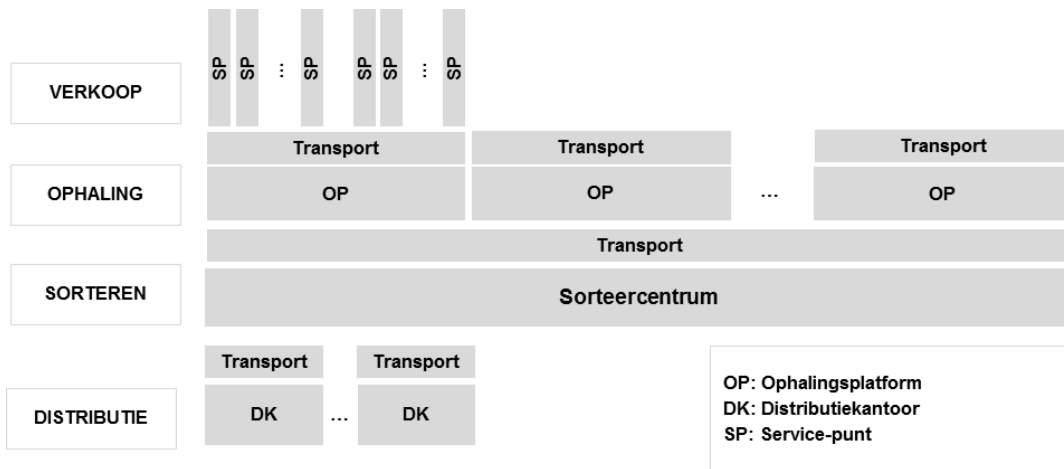 VERKOOP
SP SP ... SP SP SP ... SP
Transport Transport Transport
OPHALING
OP OP ... OP
Transport
SORTEREN
Sorteercentrum
Transport Transport
DISTRIBUTIE
DK ... DK
OP: Ophalingsplatform
DK: Distributiekantoor
SP: Service-punt